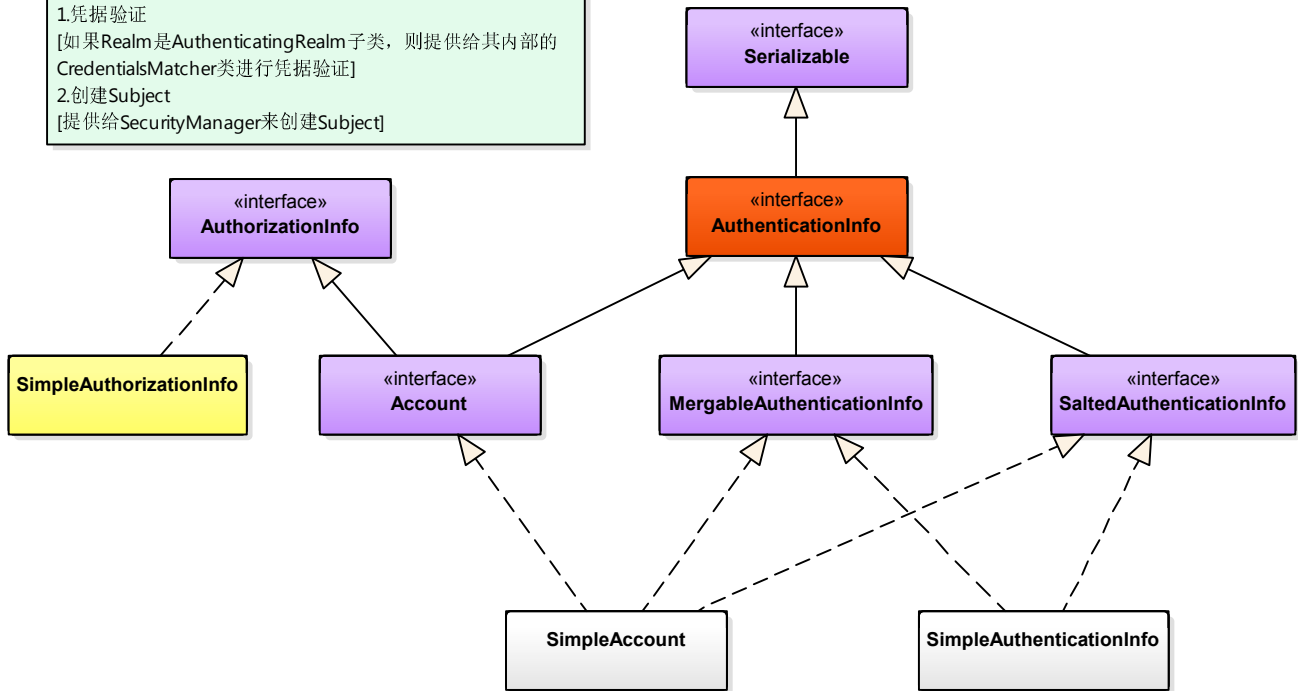 1.凭据验证
[如果Realm是AuthenticatingRealm子类，则提供给其内部的
CredentialsMatcher类进行凭据验证]
2.创建Subject
[提供给SecurityManager来创建Subject]
«interface»
Serializable
«interface»
AuthorizationInfo
«interface»
AuthenticationInfo
SimpleAuthorizationInfo
«interface»
Account
«interface»
MergableAuthenticationInfo
«interface»
SaltedAuthenticationInfo
SimpleAccount
SimpleAuthenticationInfo